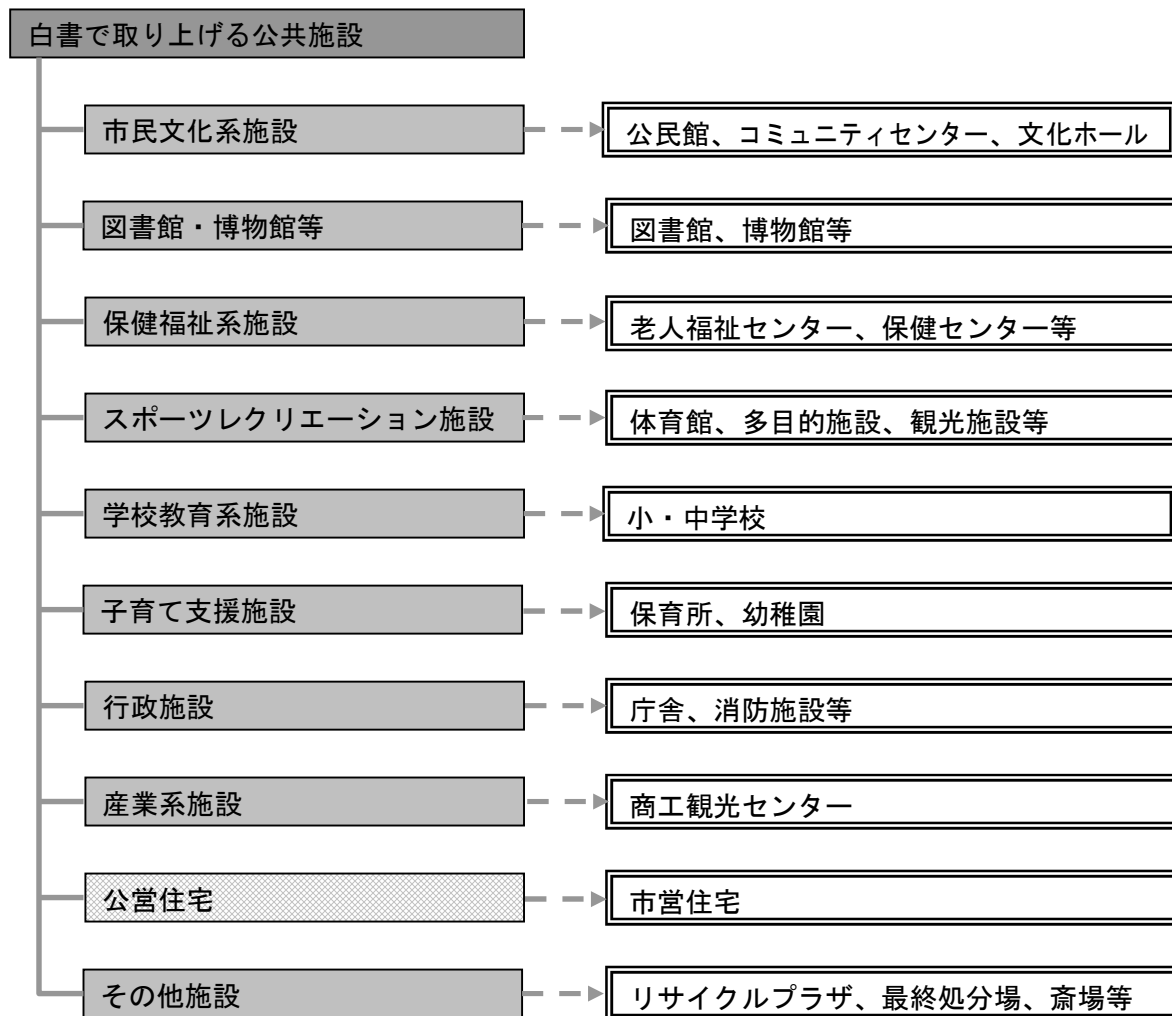 白書で取り上げる公共施設
市民文化系施設
公民館、コミュニティセンター、文化ホール
図書館・博物館等
図書館、博物館等
保健福祉系施設
老人福祉センター、保健センター等
スポーツレクリエーション施設
体育館、多目的施設、観光施設等
学校教育系施設
小・中学校
子育て支援施設
保育所、幼稚園
行政施設
庁舎、消防施設等
産業系施設
商工観光センター
公営住宅
市営住宅
その他施設
リサイクルプラザ、最終処分場、斎場等